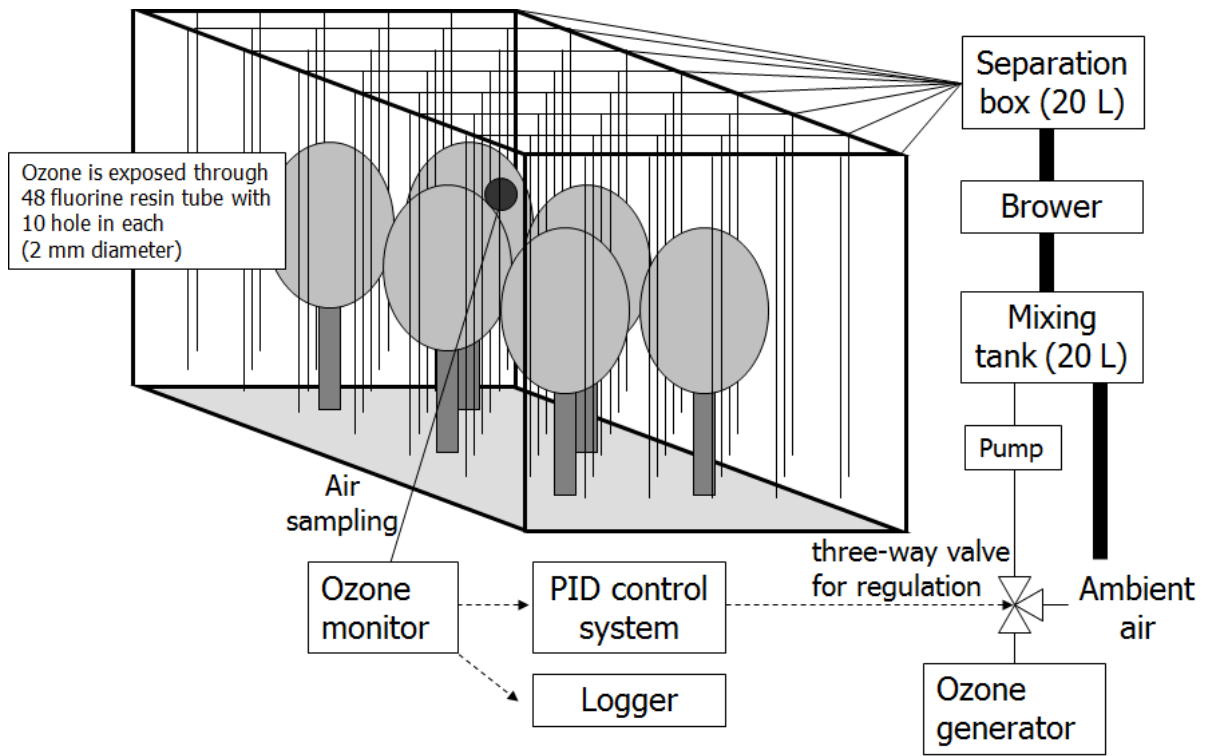 Separation
box (20 L)
Ozone is exposed through
48 fluorine resin tube with
10 hole in each
(2 mm diameter)
Brower
Mixing
tank (20 L)
Pump
Air
sampling
three-way valve
for regulation
Ozone
monitor
PID control
system
Ambient
air
Logger
Ozone
generator